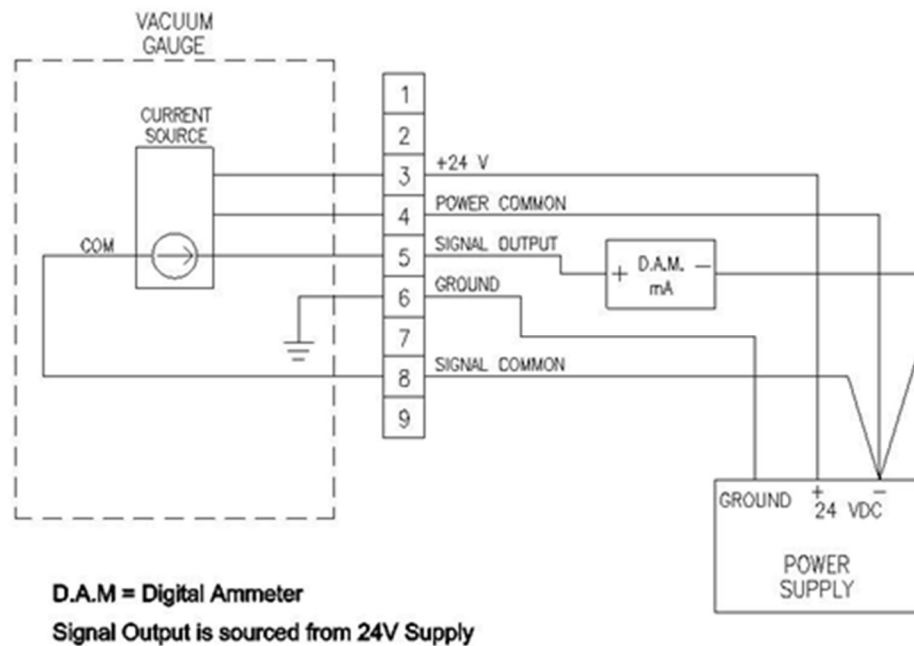 VACUUM
GAUGE
CURRENT
SOURCE
COM
1
2
3
4
5
6
7
8
9
+24 V
POWER COMMON
SIGNAL OUTPUT
GROUND
SIGNAL COMMON
+ D.A.M. −
mA
GROUND
+ −
24 VDC
POWER
SUPPLY
D.A.M = Digital Ammeter
Signal Output is sourced from 24V Supply